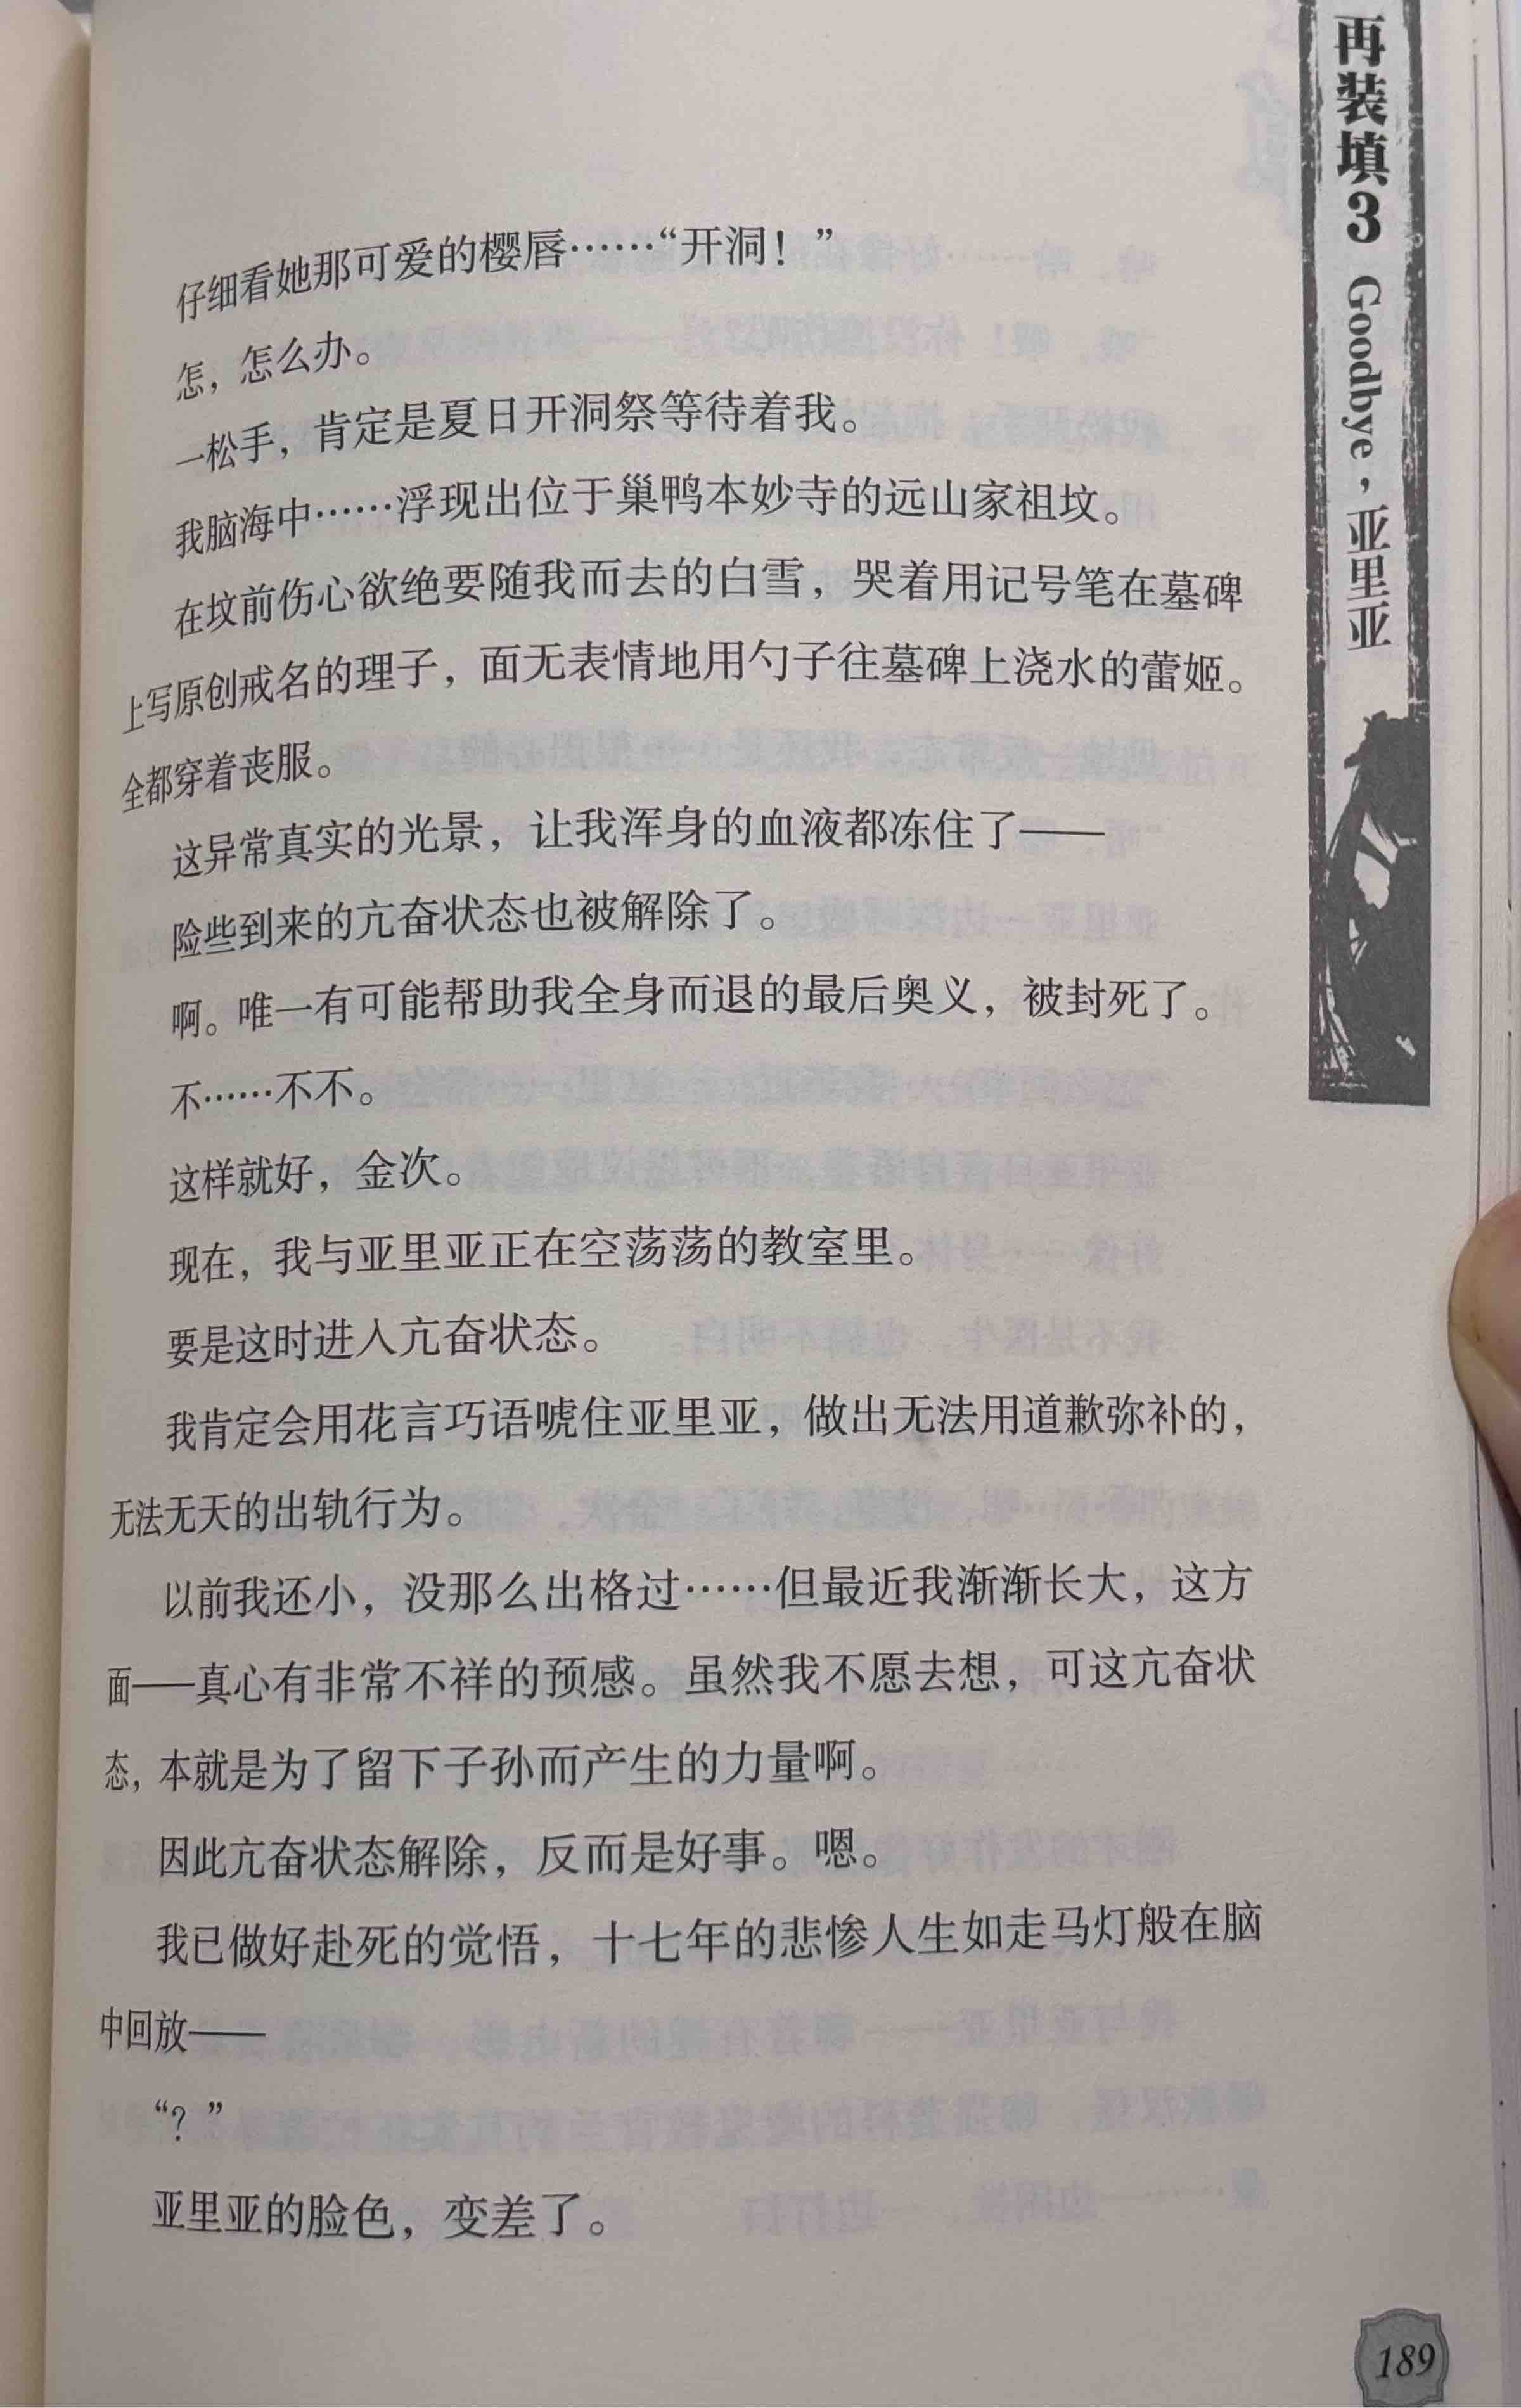 再装填3 Goodbye，亚里亚
仔细看她那可爱的樱唇……“开洞！”
怎，怎么办。
一松手，肯定是夏日开洞祭等待着我。
我脑海中……浮现出位于巢鸭本妙寺的远山家祖坟。
在坟前伤心欲绝要随我而去的白雪，哭着用记号笔在墓碑
上写原创戒名的理子，面无表情地用勺子往墓碑上浇水的蕾姬。
全都穿着丧服。
这异常真实的光景，让我浑身的血液都冻住了——
险些到来的亢奋状态也被解除了。
啊。唯一有可能帮助我全身而退的最后奥义，被封死了。
不……不不。
这样就好，金次。
现在，我与亚里亚正在空荡荡的教室里。
要是这时进入亢奋状态。
我肯定会用花言巧语唬住亚里亚，做出无法用道歉弥补的，
无法无天的出轨行为。
以前我还小，没那么出格过……但最近我渐渐长大，这方
面——真心有非常不祥的预感。虽然我不愿去想，可这亢奋状
态，本就是为了留下子孙而产生的力量啊。
因此亢奋状态解除，反而是好事。嗯。
我已做好赴死的觉悟，十七年的悲惨人生如走马灯般在脑
中回放——
“？”
亚里亚的脸色，变差了。
189